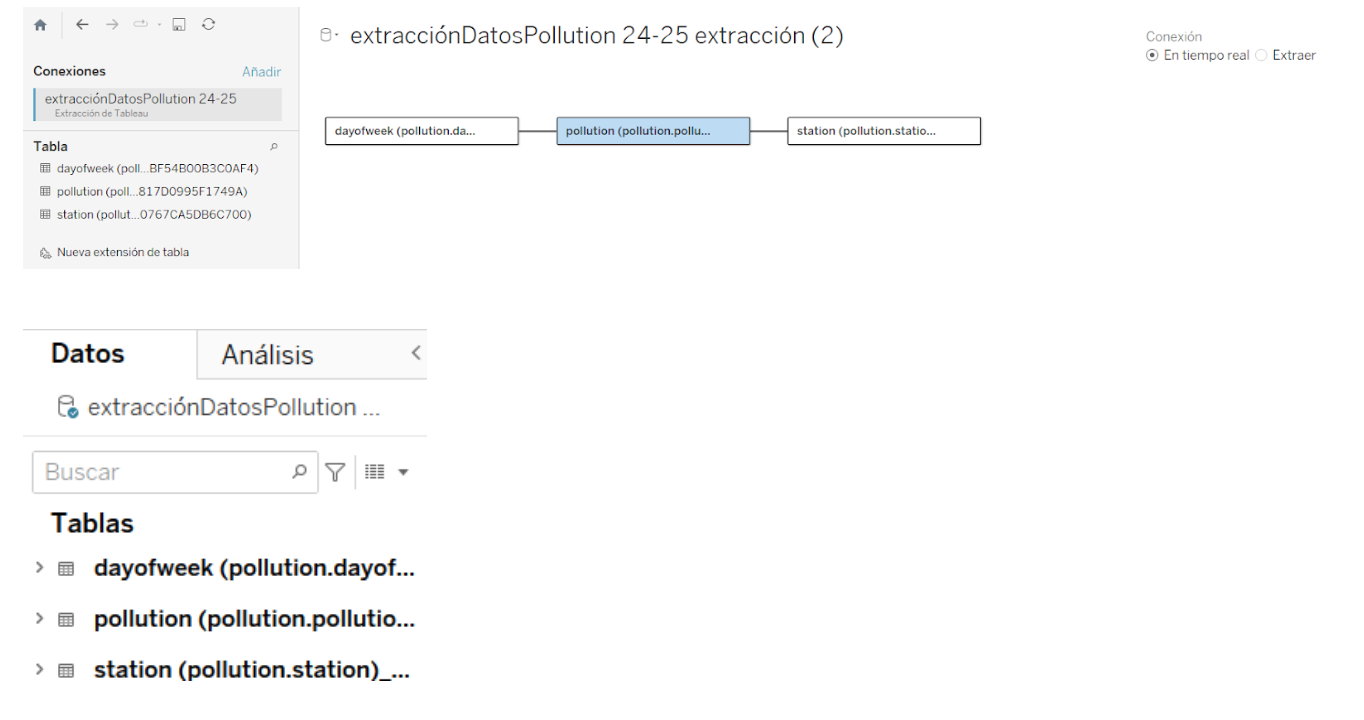 extracciónDatosPollution 24-25 extracción (2)
Conexión
En tiempo real Extraer
Conexiones Añadir
extracciónDatosPollution 24-25
Extracción de Tableau
Tabla
dayofweek (poll...BF54B00B3C0AF4)
pollution (poll...817D0995F1749A)
station (pollut...0767CA5DB6C700)
Nueva extensión de tabla
dayofweek (pollution.da... pollution (pollution.pollu... station (pollution.statio...
Datos Análisis
extracciónDatosPollution ...
Buscar
Tablas
dayofweek (pollution.dayof...
pollution (pollution.pollutio...
station (pollution.station)_...